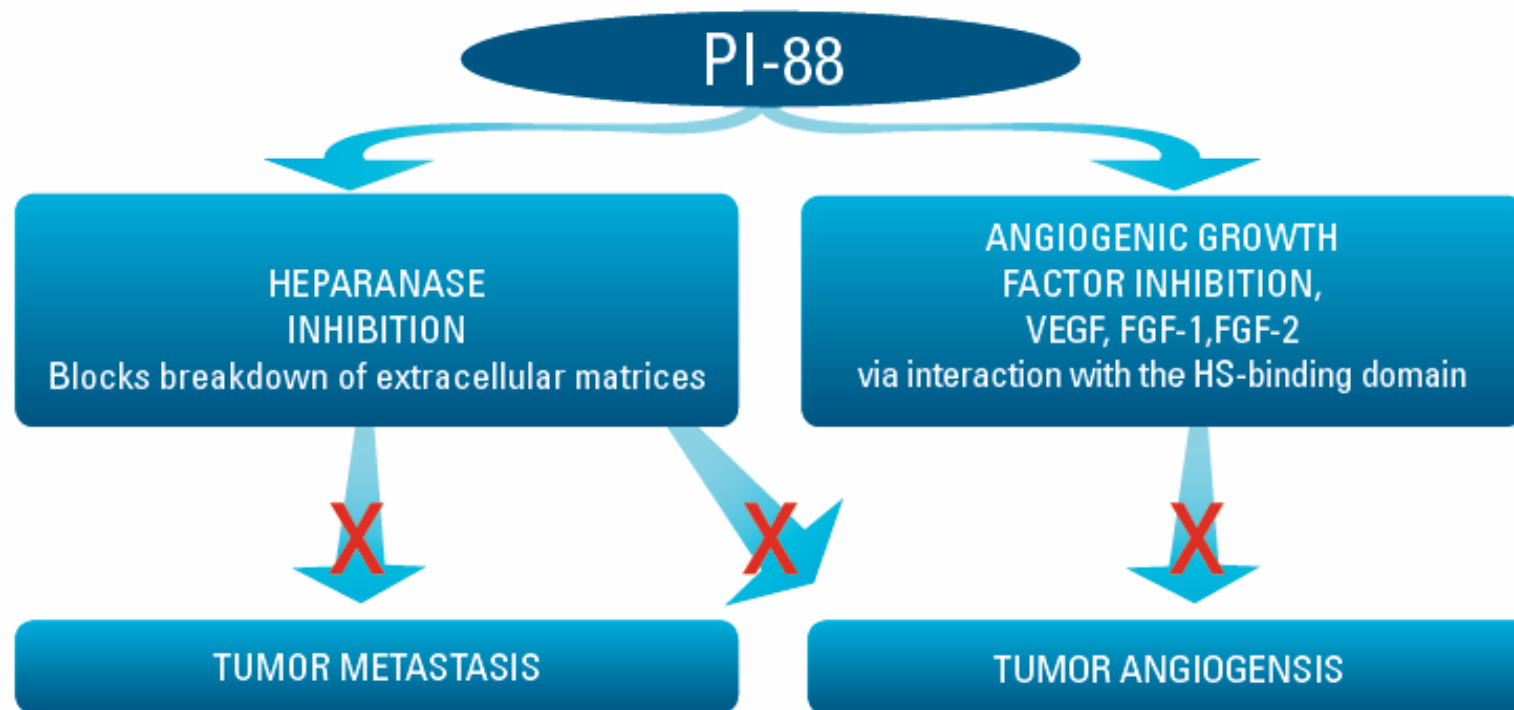 PI-88
HEPARANASE
INHIBITION
Blocks breakdown of extracellular matrices
ANGIOGENIC GROWTH
FACTOR INHIBITION,
VEGF, FGF-1,FGF-2
via interaction with the HS-binding domain
X
X
X
TUMOR METASTASIS
TUMOR ANGIOGENSIS